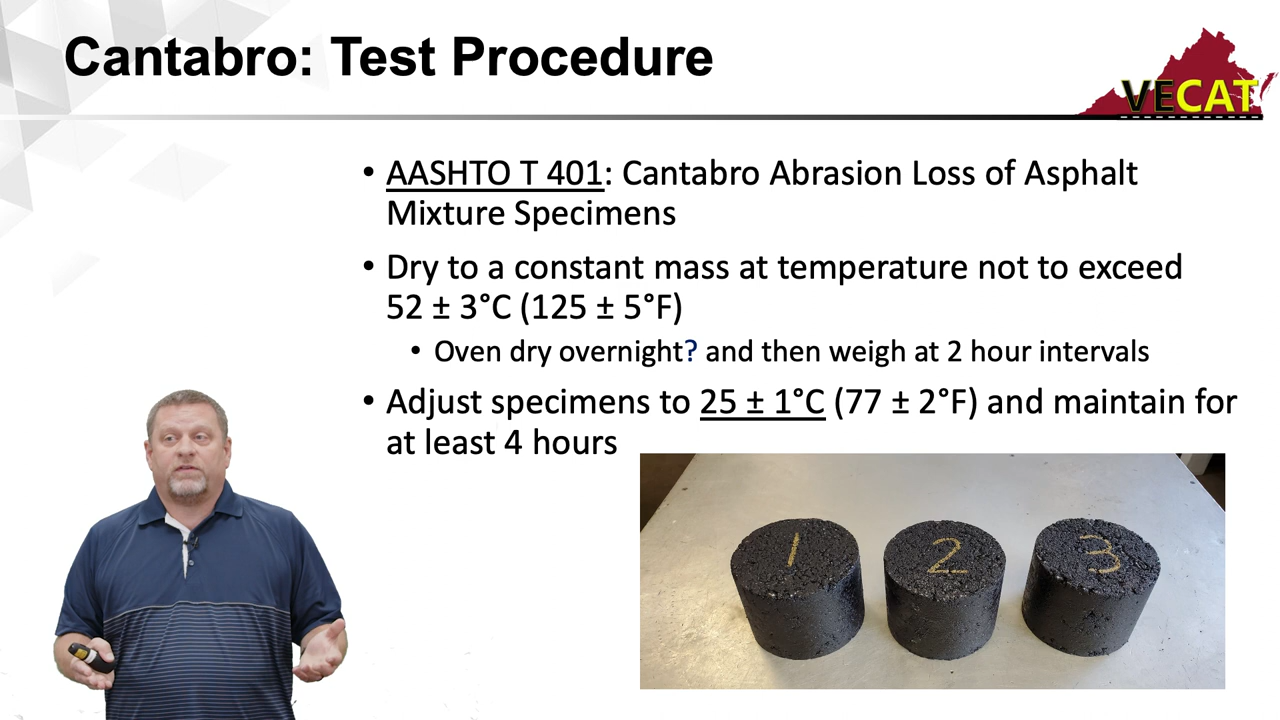 Cantabro: Test Procedure
VECAT
• AASHTO T 401: Cantabro Abrasion Loss of Asphalt
Mixture Specimens
• Dry to a constant mass at temperature not to exceed
52 ± 3°C (125 ± 5°F)
• Oven dry overnight? and then weigh at 2 hour intervals
• Adjust specimens to 25 ± 1°C (77 ± 2°F) and maintain for
at least 4 hours
1 2 3